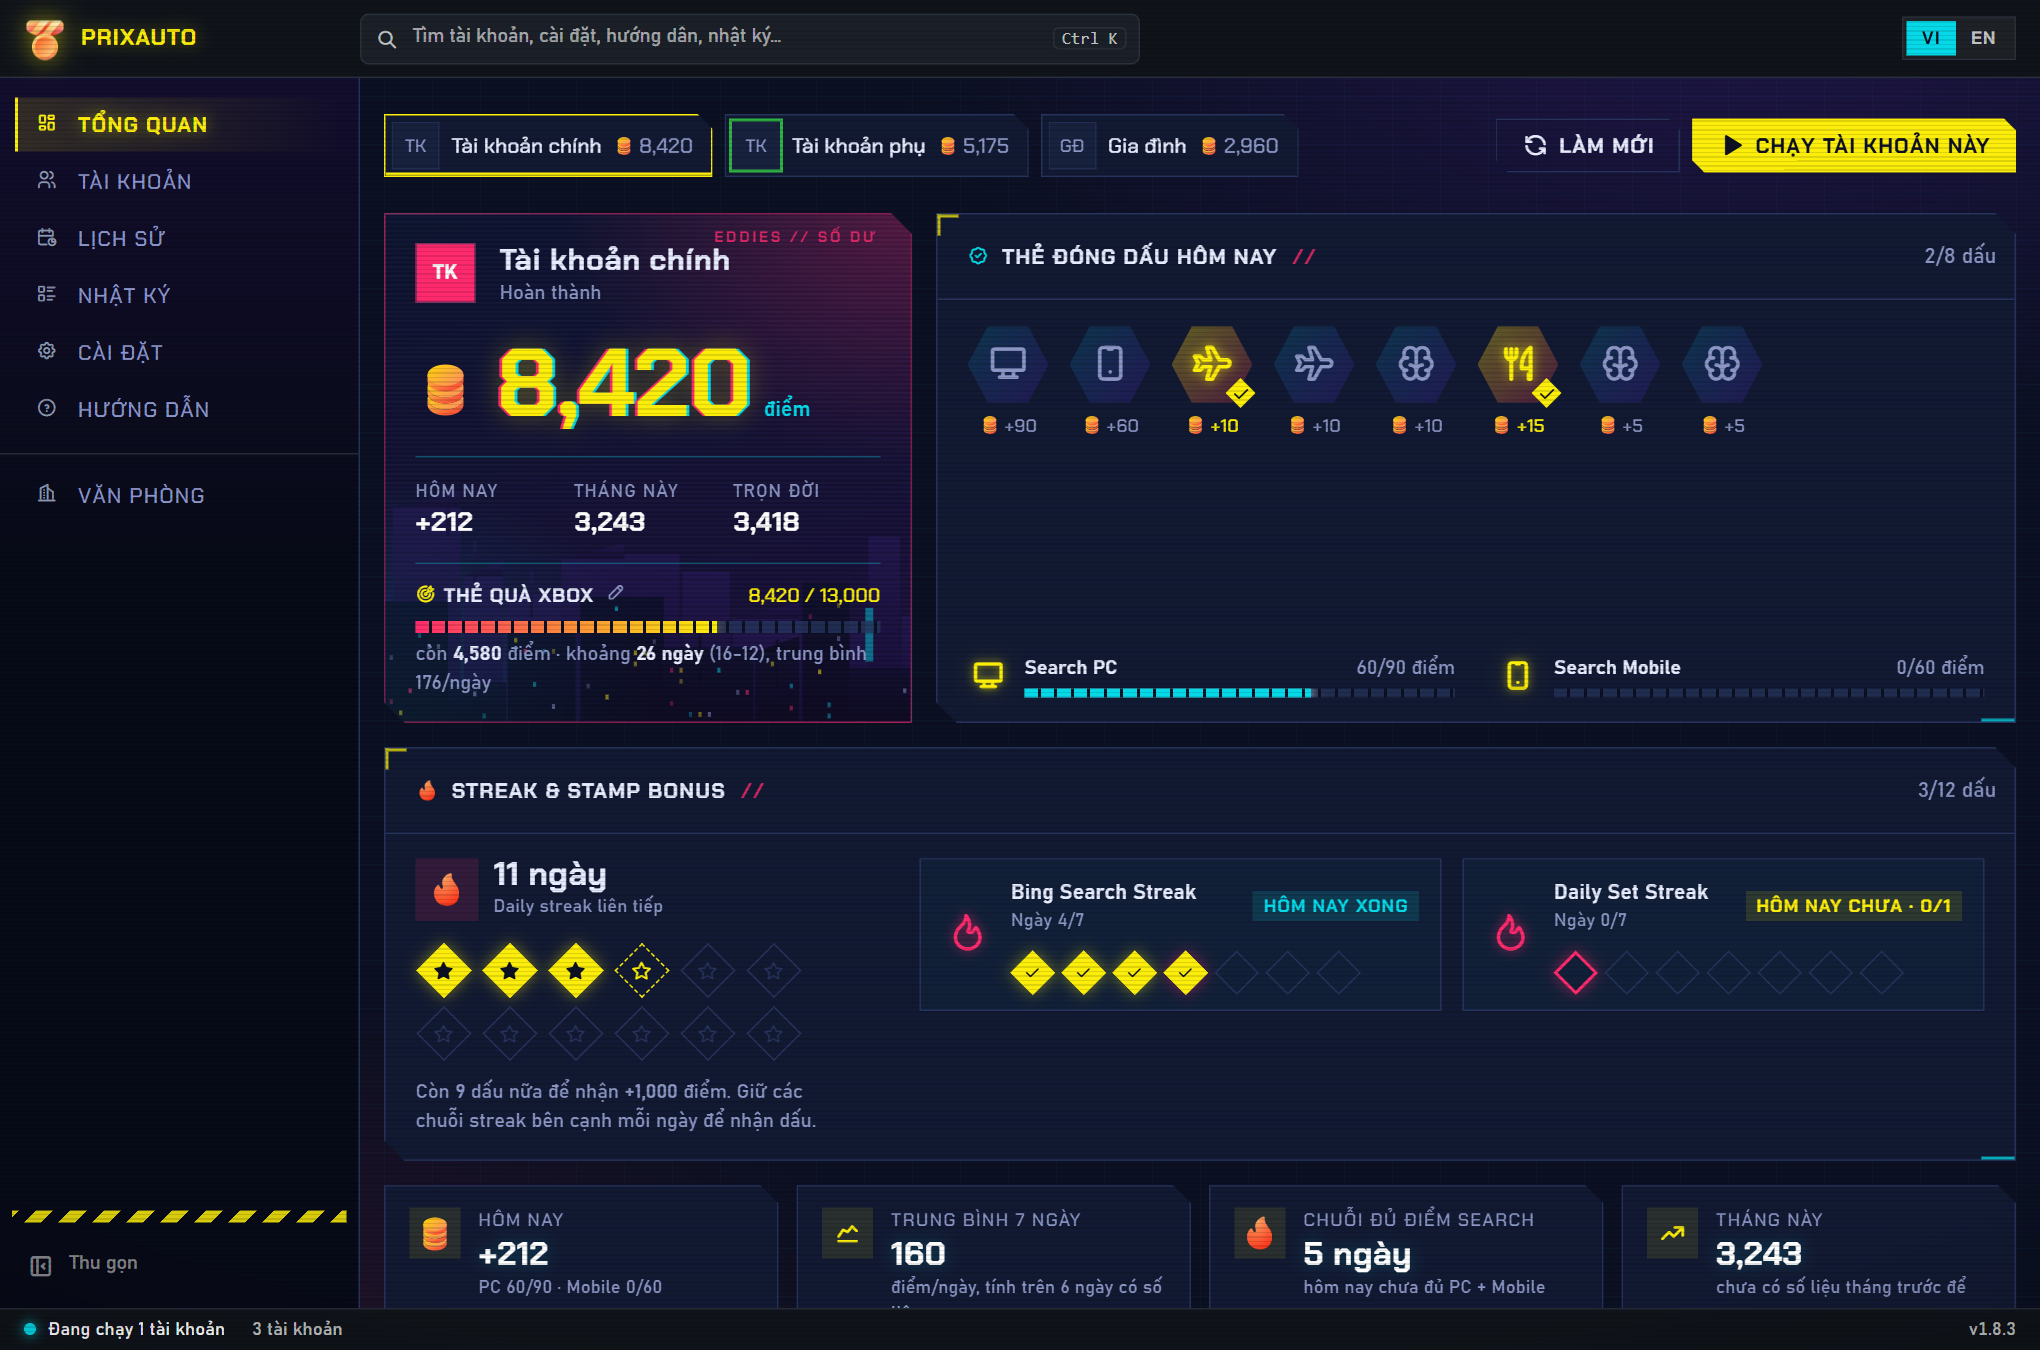 PRIXAUTO
Tìm tài khoản, cài đặt, hướng dẫn, nhật ký...
Ctrl K
VI EN
TỔNG QUAN
TÀI KHOẢN
LỊCH SỬ
NHẬT KÝ
CÀI ĐẶT
HƯỚNG DẪN
VĂN PHÒNG
Thu gọn
TK Tài khoản chính 8,420
TK Tài khoản phụ 5,175
GĐ Gia đình 2,960
LÀM MỚI
CHẠY TÀI KHOẢN NÀY
EDDIES // SỐ DƯ
TK
Tài khoản chính
Hoàn thành
8,420 điểm
HÔM NAY THÁNG NÀY TRỌN ĐỜI
+212 3,243 3,418
THẺ QUÀ XBOX 8,420 / 13,000
còn 4,580 điểm · khoảng 26 ngày (16-12), trung bình
176/ngày
THẺ ĐÓNG DẤU HÔM NAY // 2/8 dấu
+90 +60 +10 +10 +10 +15 +5 +5
Search PC 60/90 điểm
Search Mobile 0/60 điểm
STREAK & STAMP BONUS // 3/12 dấu
11 ngày
Daily streak liên tiếp
Còn 9 dấu nữa để nhận +1,000 điểm. Giữ các
chuỗi streak bên cạnh mỗi ngày để nhận dấu.
Bing Search Streak
Ngày 4/7
HÔM NAY XONG
Daily Set Streak
Ngày 0/7
HÔM NAY CHƯA · 0/1
HÔM NAY
+212
PC 60/90 · Mobile 0/60
TRUNG BÌNH 7 NGÀY
160
điểm/ngày, tính trên 6 ngày có số
CHUỖI ĐỦ ĐIỂM SEARCH
5 ngày
hôm nay chưa đủ PC + Mobile
THÁNG NÀY
3,243
chưa có số liệu tháng trước để
Đang chạy 1 tài khoản 3 tài khoản
v1.8.3